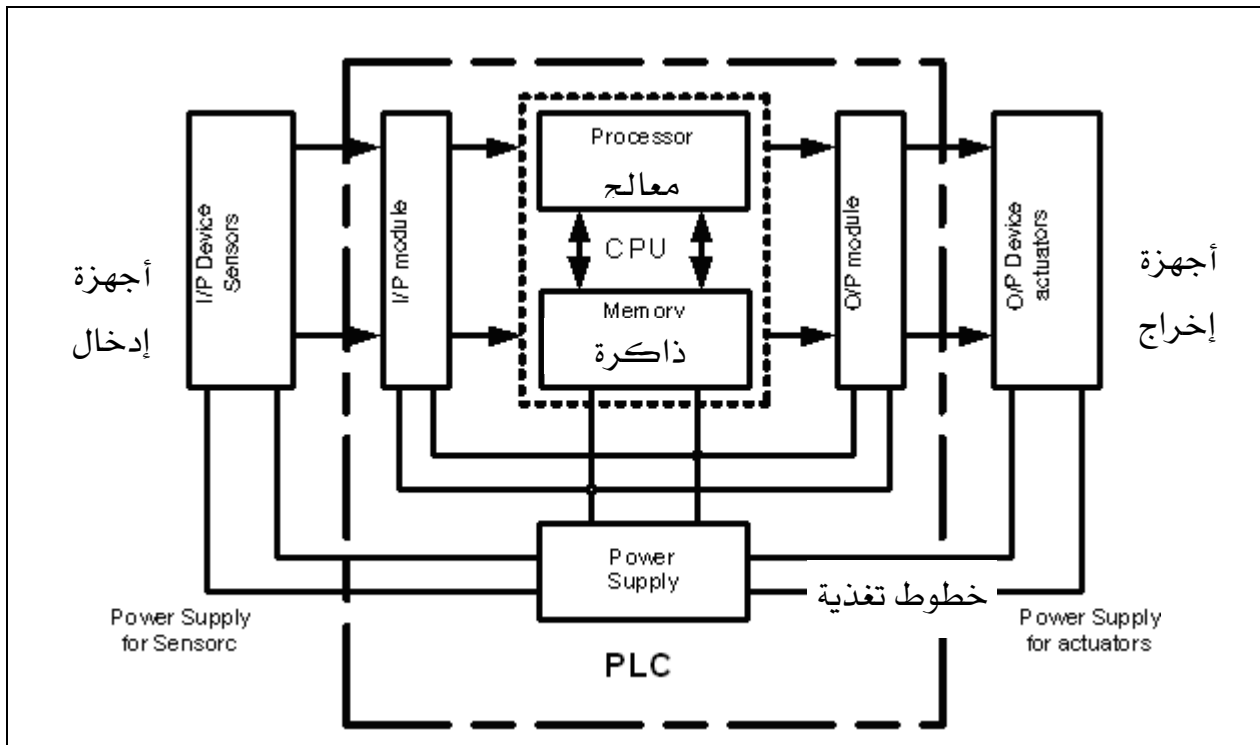 أجهزة
إدخال
I/P Device
Sensors
I/P module
Processor
معالج
CPU
Memory
ذاكرة
O/P module
O/P Device
actuators
أجهزة
إخراج
Power
Supply
خطوط تغذية
Power Supply
for Sensorc
Power Supply
for actuators
PLC